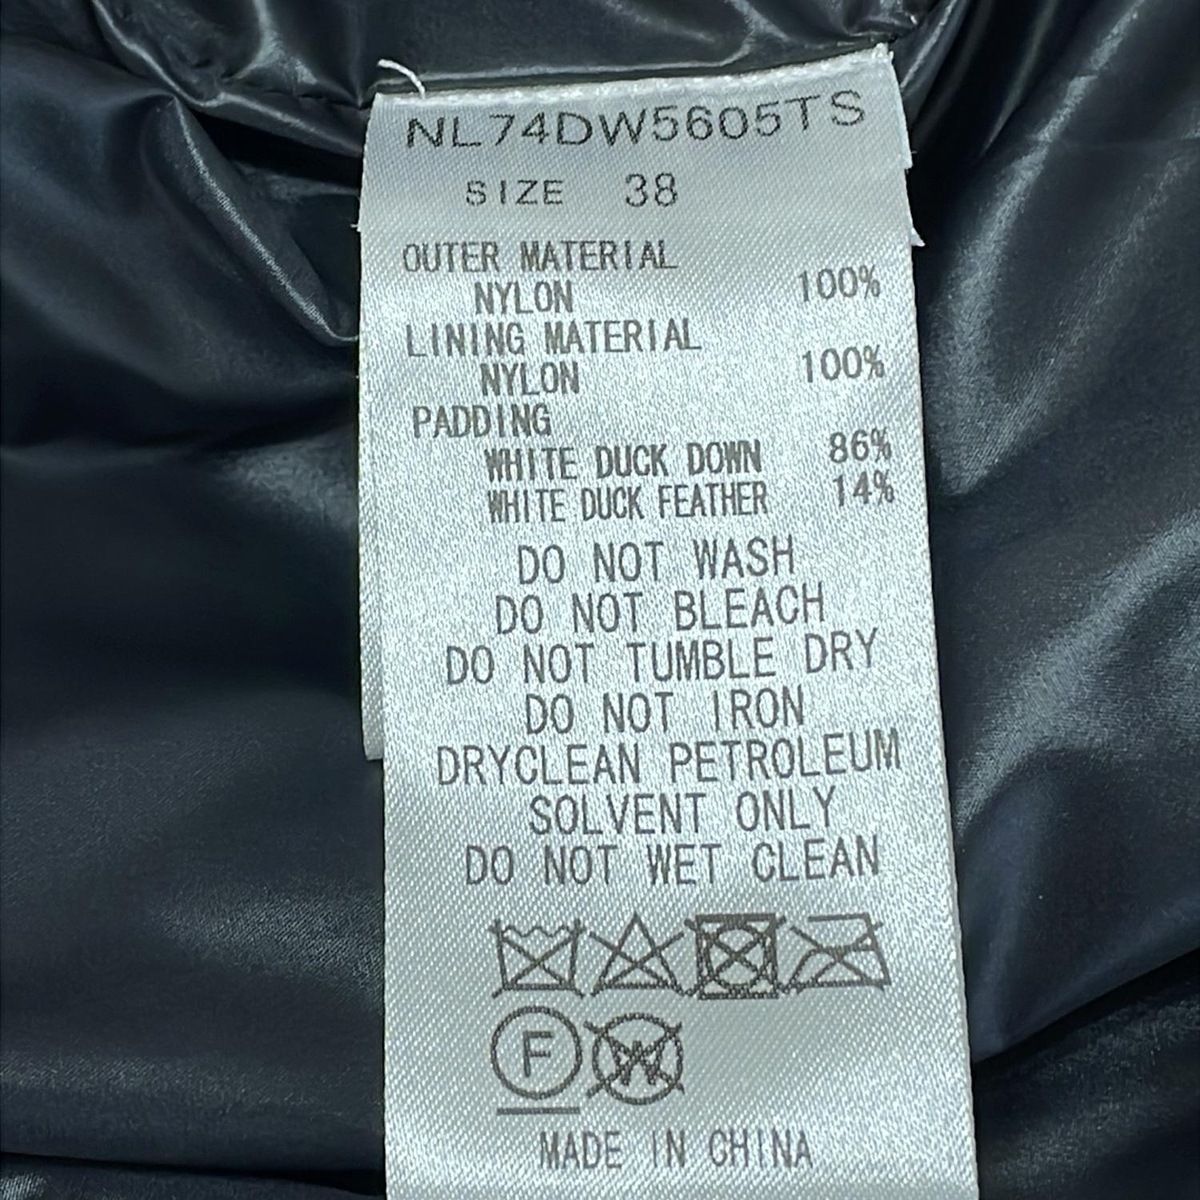 NL74DW5605TS
SIZE 38
OUTER MATERIAL
NYLON 100%
LINING MATERIAL
NYLON 100%
PADDING
WHITE DUCK DOWN 86%
WHITE DUCK FEATHER 14%
DO NOT WASH
DO NOT BLEACH
DO NOT TUMBLE DRY
DO NOT IRON
DRYCLEAN PETROLEUM
SOLVENT ONLY
DO NOT WET CLEAN
F W
MADE IN CHINA